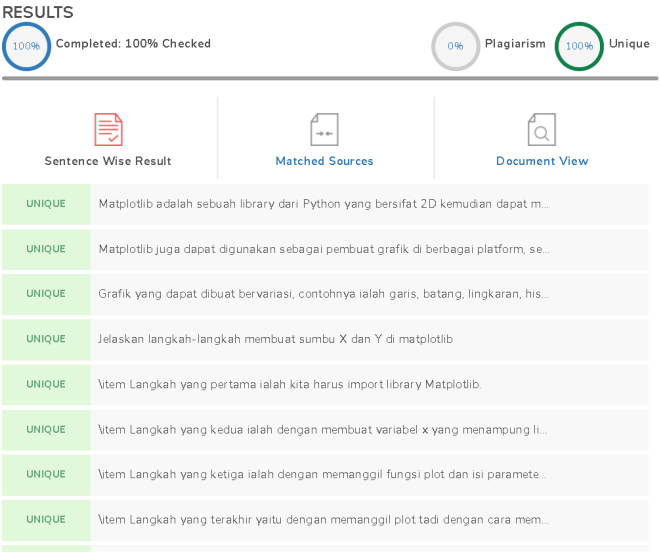 RESULTS
100% Completed: 100% Checked 0% Plagiarism 100% Unique
Sentence Wise Result Matched Sources Document View
UNIQUE Matplotlib adalah sebuah library dari Python yang bersifat 2D kemudian dapat m...
UNIQUE Matplotlib juga dapat digunakan sebagai pembuat grafik di berbagai platform, se...
UNIQUE Grafik yang dapat dibuat bervariasi, contohnya ialah garis, batang, lingkaran, his...
UNIQUE Jelaskan langkah-langkah membuat sumbu X dan Y di matplotlib
UNIQUE \item Langkah yang pertama ialah kita harus import library Matplotlib.
UNIQUE \item Langkah yang kedua ialah dengan membuat variabel x yang menampung li...
UNIQUE \item Langkah yang ketiga ialah dengan memanggil fungsi plot dan isi paramete...
UNIQUE \item Langkah yang terakhir yaitu dengan memanggil plot tadi dengan cara mem...